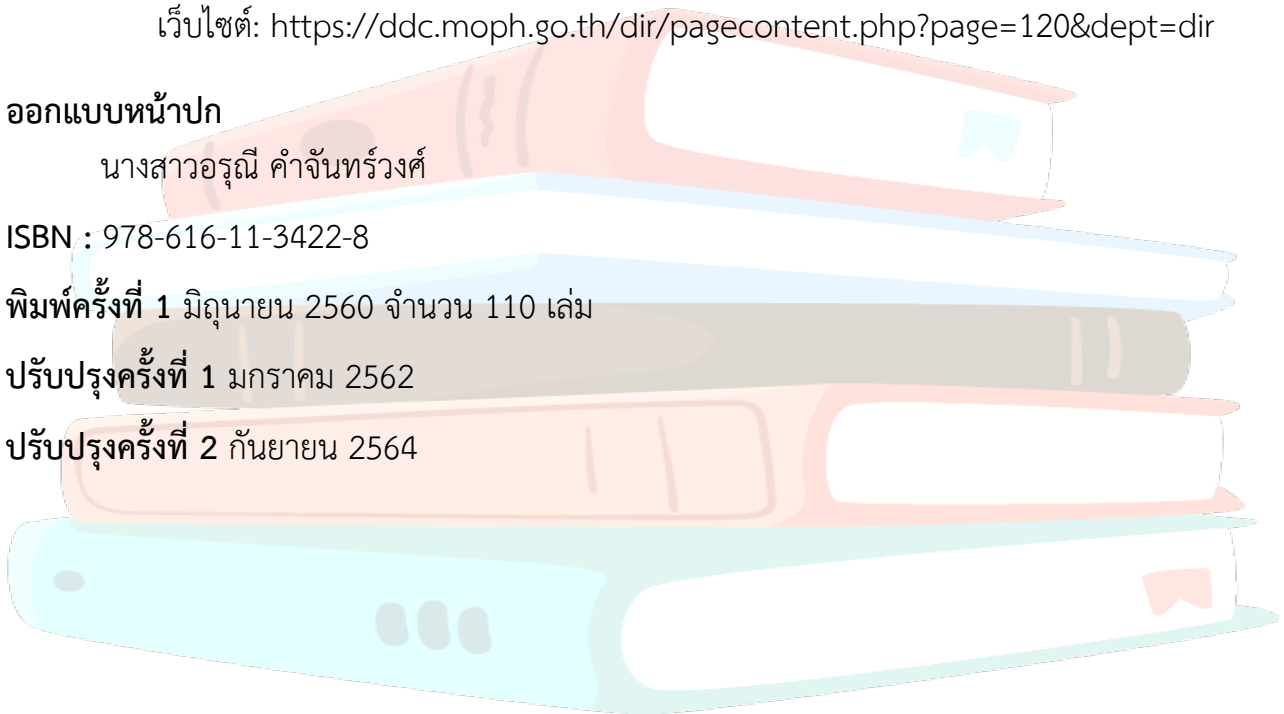 เว็บไซต์: https://ddc.moph.go.th/dir/pagecontent.php?page=120&dept=dir
ออกแบบหน้าปก
นางสาวอรุณี คำจันทร์วงศ์
ISBN : 978-616-11-3422-8
พิมพ์ครั้งที่ 1 มิถุนายน 2560 จำนวน 110 เล่ม
ปรับปรุงครั้งที่ 1 มกราคม 2562
ปรับปรุงครั้งที่ 2 กันยายน 2564